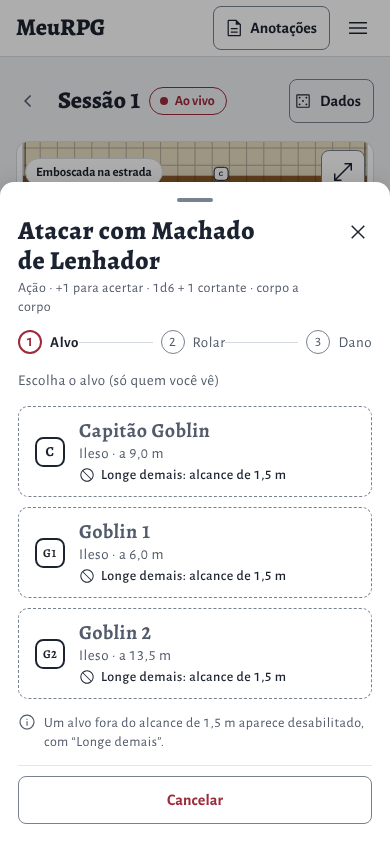 MeuRPG
Anotações
Sessão 1
Ao vivo
Dados
Emboscada na estrada
C
Atacar com Machado
de Lenhador
Ação · +1 para acertar · 1d6 + 1 cortante · corpo a
corpo
1 Alvo
2 Rolar
3 Dano
Escolha o alvo (só quem você vê)
C
Capitão Goblin
Ileso · a 9,0 m
Longe demais: alcance de 1,5 m
G1
Goblin 1
Ileso · a 6,0 m
Longe demais: alcance de 1,5 m
G2
Goblin 2
Ileso · a 13,5 m
Longe demais: alcance de 1,5 m
Um alvo fora do alcance de 1,5 m aparece desabilitado,
com “Longe demais”.
Cancelar